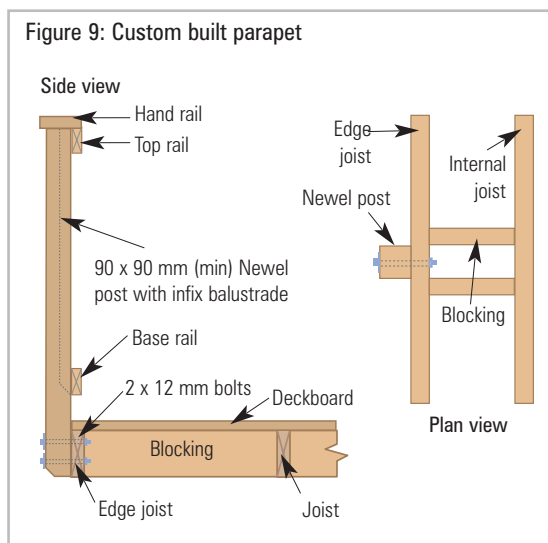 Figure 9: Custom built parapet
Side view
Hand rail
Top rail
90 x 90 mm (min) Newel
post with infix balustrade
Base rail
2 x 12 mm bolts
Deckboard
Blocking
Edge joist
Joist
Edge
joist
Internal
joist
Newel post
Blocking
Plan view